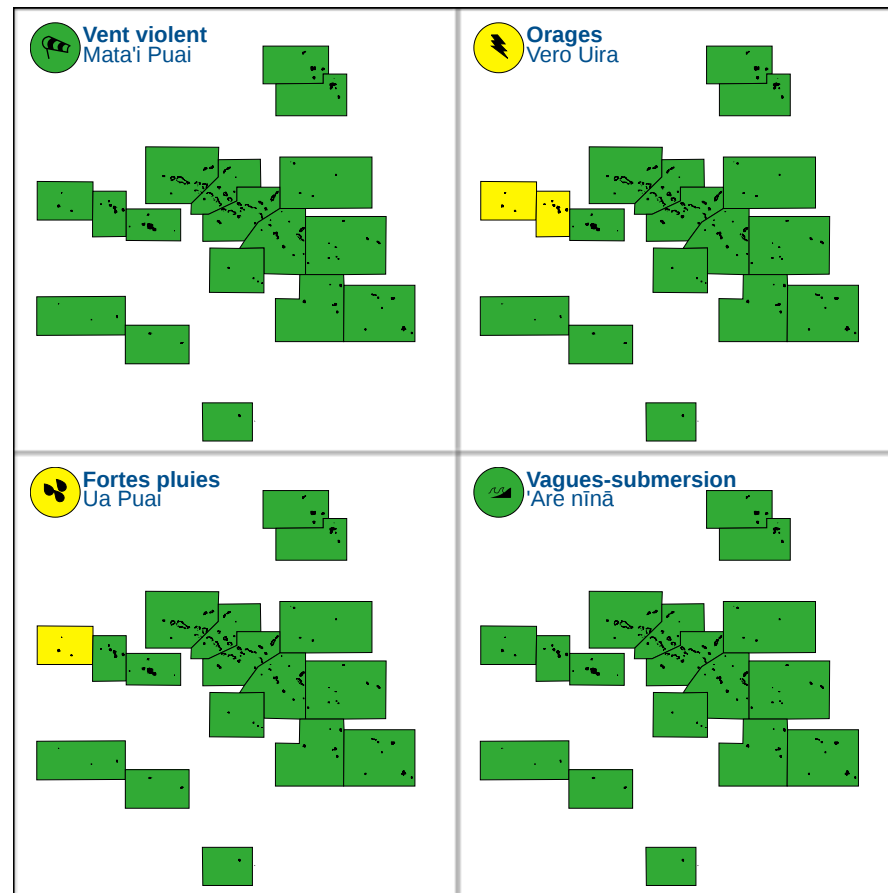 Vent violent
Mata'i Puai
Orages
Vero Uira
Fortes pluies
Ua Puai
Vagues-submersion
'Are nīnā